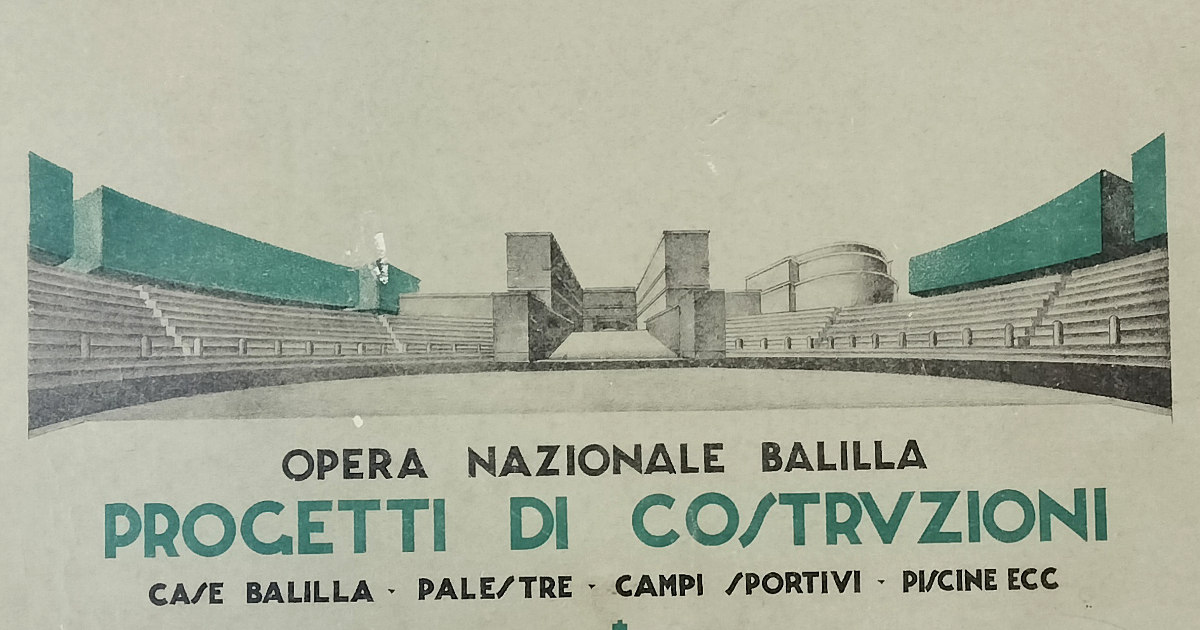 OPERA NAZIONALE BALILLA
PROGETTI DI COSTRVZIONI
CASE BALILLA · PALESTRE · CAMPI SPORTIVI · PISCINE ECC